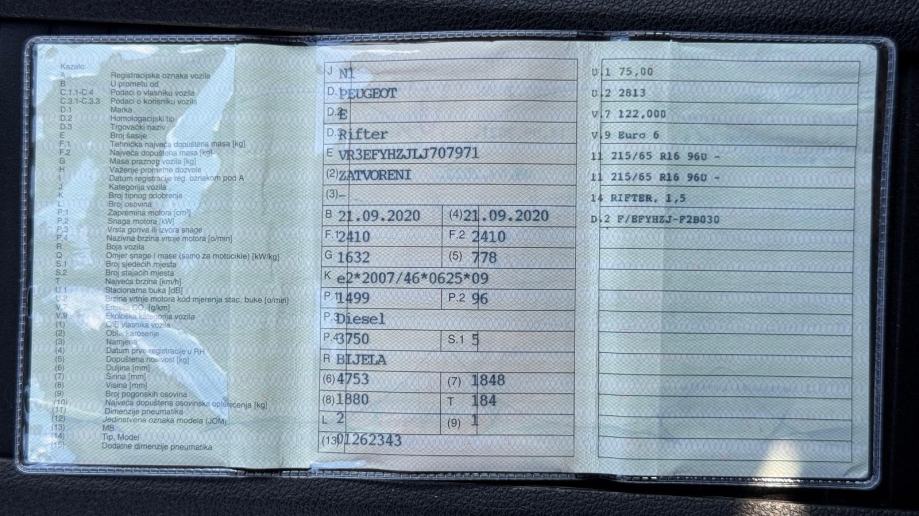 Kazalo:
A Registracijska oznaka vozila
B U prometu od
C.1.1-C.4 Podaci o vlasniku vozila
C.3.1-C.3.3 Podaci o korisniku vozila
D.1 Marka
D.2 Homologacijski tip
D.3 Trgovački naziv
E Broj šasije
F.1 Tehnička najveća dopuštena masa [kg]
F.2 Najveća dopuštena masa [kg]
G Masa praznog vozila [kg]
H Važenje prometne dozvole
I Datum registracije reg. oznakom pod A
J Kategorija vozila
K Broj tipnog odobrenja
L Broj osovina
P.1 Zapremina motora [cm³]
P.2 Snaga motora [kW]
P.3 Vrsta goriva ili izvora snage
P.4 Nazivna brzina vrtnje motora [o/min]
R Boja vozila
Q Omjer snage i mase (samo za motocikle) [kW/kg]
S.1 Broj sjedećih mjesta
S.2 Broj stajaćih mjesta
T Najveća brzina [km/h]
U.1 Stacionarna buka [dB]
U.2 Brzina vrtnje motora kod mjerenja stac. buke [o/min]
[g/km]
V.9 Ekološka kategorija vozila
(1) vlasnika vozila
(2)
(3) Namjena
(4) Datum prve registracije u RH
(5) Dopuštena nosivost [kg]
(6) Duljina [mm]
(7) Širina [mm]
(8) Visina [mm]
(9) Broj pogonskih osovina
(10) Najveća dopuštena osovinska opterećenja [kg]
(11) Dimenzije pneumatika
(12) Jedinstvena oznaka modela (JOM)
(13) MB
(14) Tip, Model
Dodatne dimenzije pneumatika
J N1
D. PEUGEOT
D.2 E
D. Rifter
E VR3EFYHZJLJ707971
(2) ZATVORENI
(3) –
B 21.09.2020 (4) 21.09.2020
F.1 2410 F.2 2410
G 1632 (5) 778
K e2*2007/46*0625*09
P.1 1499 P.2 96
P.3 Diesel
P.4 3750 S.1 5
R BIJELA
(6) 4753 (7) 1848
(8) 1880 T 184
L 2 (9) 1
(13) 01262343
U.1 75,00
U.2 2813
V.7 122,000
V.9 Euro 6
11 215/65 R16 96U -
11 215/65 R16 96U -
14 RIFTER, 1,5
D.2 F/EFYHZJ-F2B030